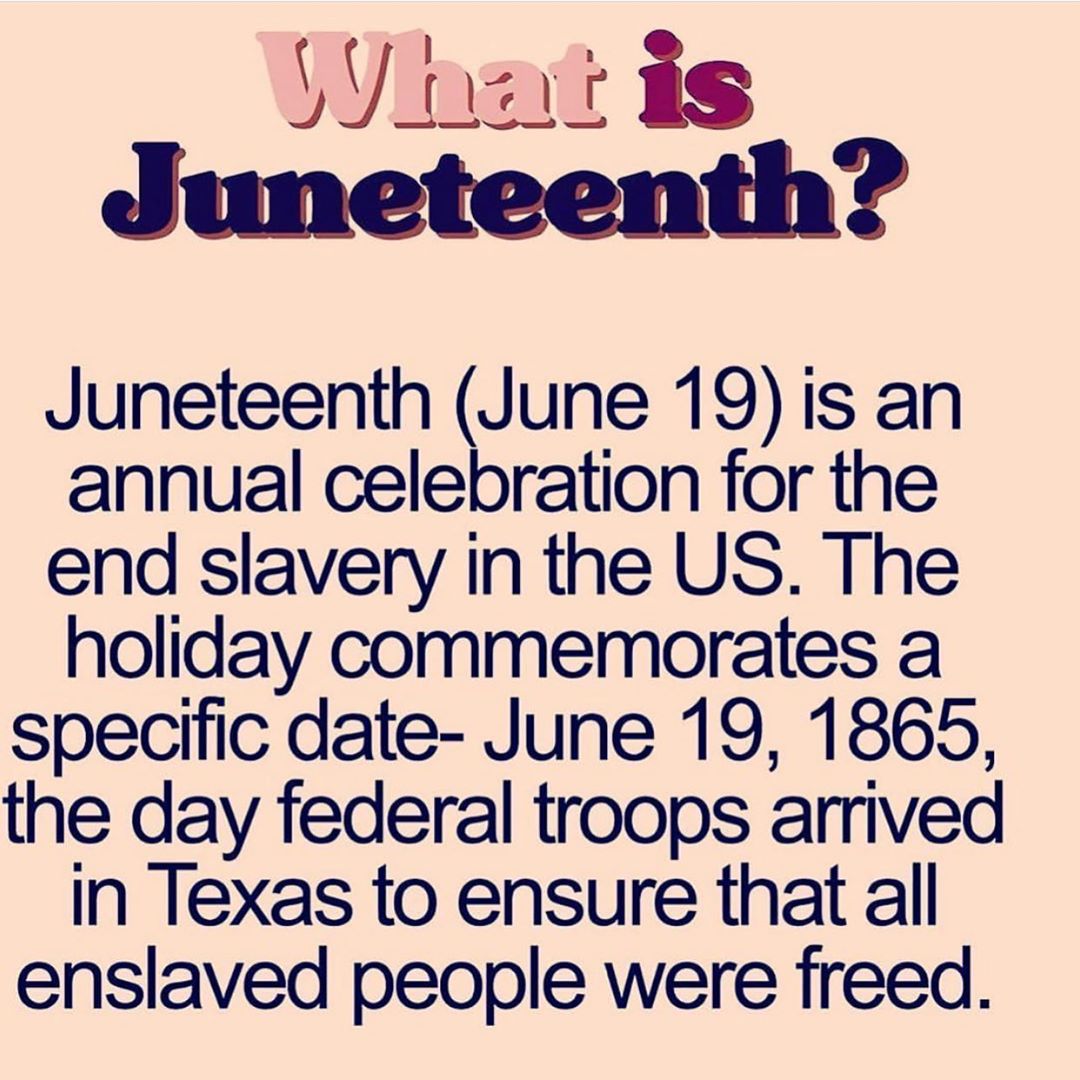 What is
Juneteenth?
Juneteenth (June 19) is an
annual celebration for the
end slavery in the US. The
holiday commemorates a
specific date- June 19, 1865,
the day federal troops arrived
in Texas to ensure that all
enslaved people were freed.